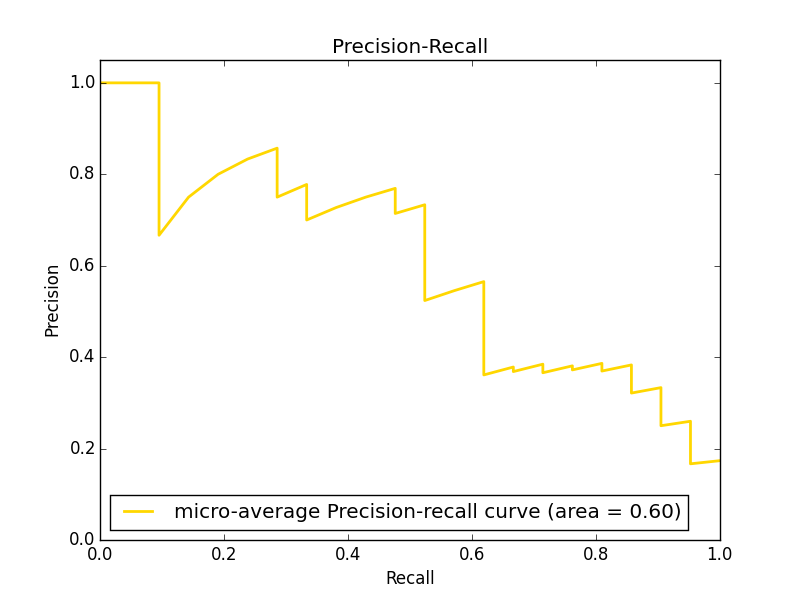 Precision-Recall
1.0
0.8
0.6
0.4
0.2
0.0
Precision
micro-average Precision-recall curve (area = 0.60)
0.0 0.2 0.4 0.6 0.8 1.0
Recall